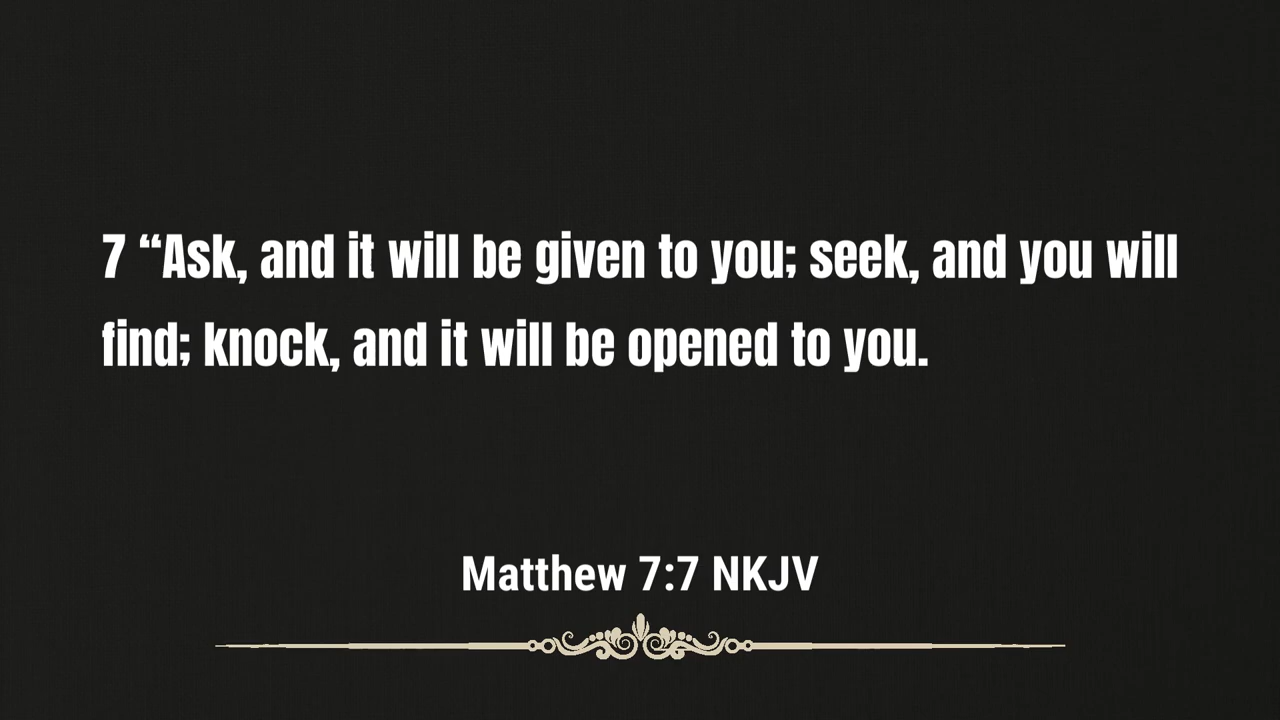 7 “Ask, and it will be given to you; seek, and you will
find; knock, and it will be opened to you.
Matthew 7:7 NKJV